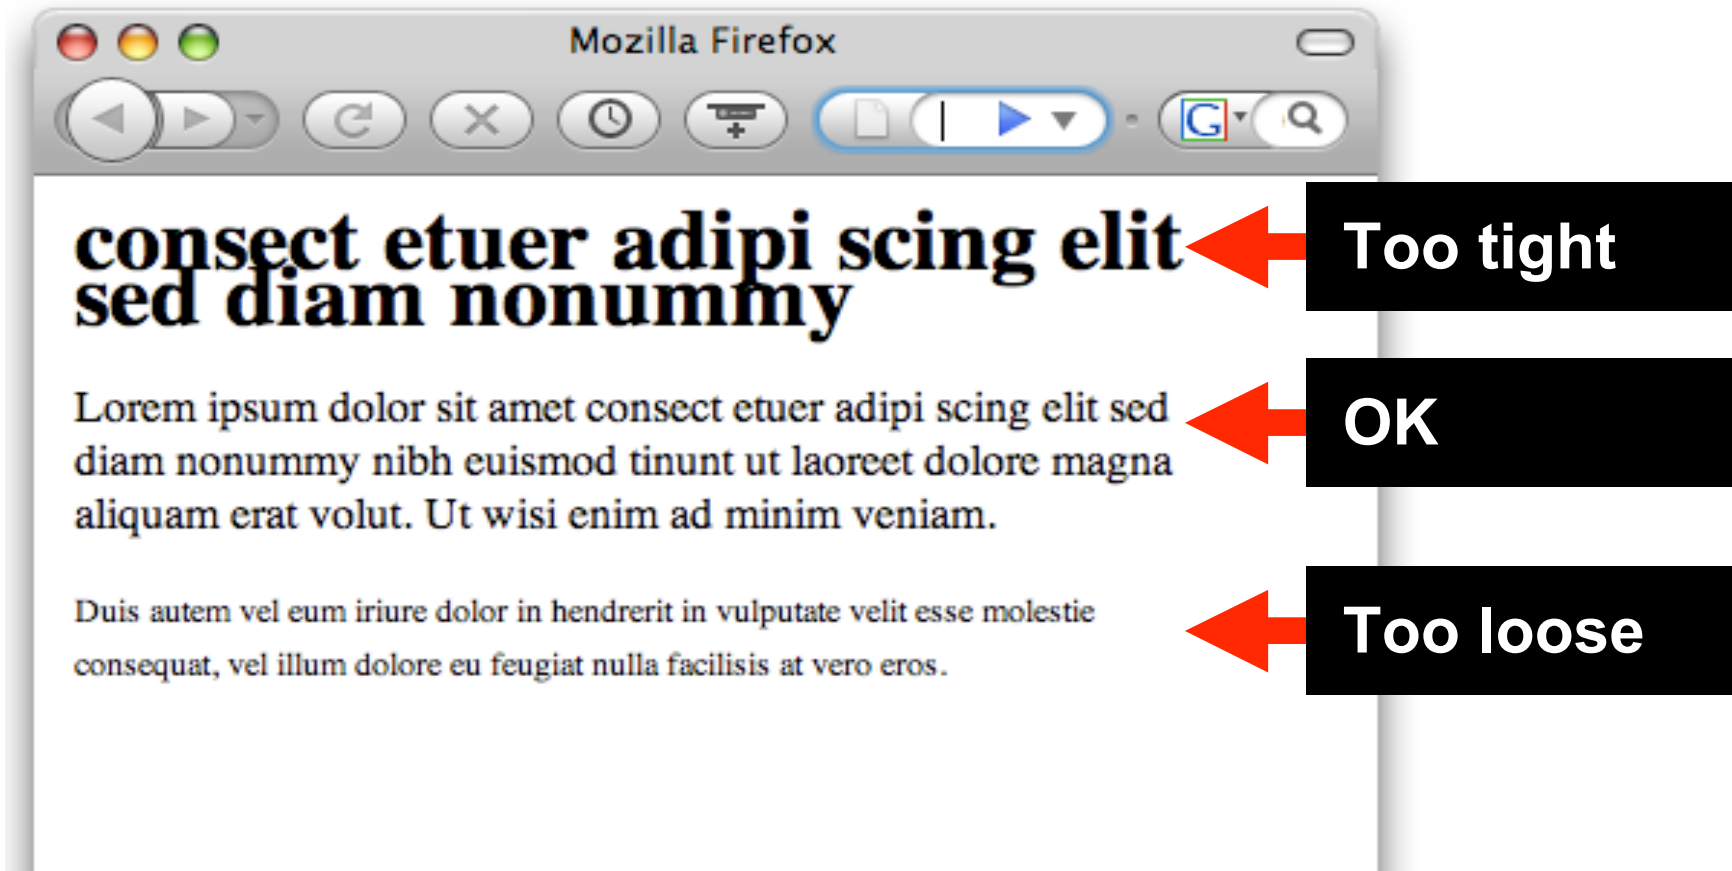 Mozilla Firefox
G
consect etuer adipi scing elit
sed diam nonummy
Too tight
Lorem ipsum dolor sit amet consect etuer adipi scing elit sed
diam nonummy nibh euismod tinunt ut laoreet dolore magna
aliquam erat volut. Ut wisi enim ad minim veniam.
OK
Duis autem vel eum iriure dolor in hendrerit in vulputate velit esse molestie
consequat, vel illum dolore eu feugiat nulla facilisis at vero eros.
Too loose